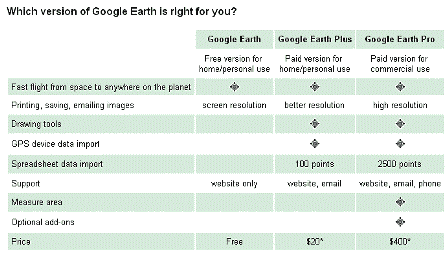 Which version of Google Earth is right for you?
Google Earth Google Earth Plus Google Earth Pro
Free version for Paid version for Paid version for
home/personal use home/personal use commercial use
Fast flight from space to anywhere on the planet
Printing, saving, emailing images screen resolution better resolution high resolution
Drawing tools
GPS device data import
Spreadsheet data import 100 points 2500 points
Support website only website, email website, email, phone
Measure area
Optional add-ons
Price Free $20* $400*